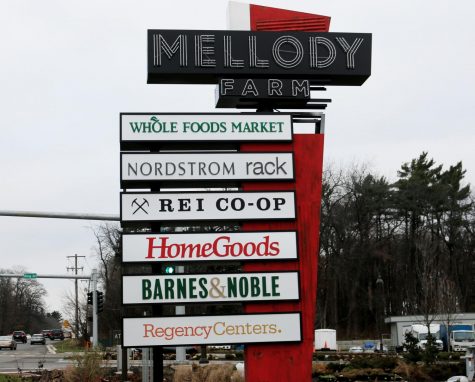 MELLODY
FARM
WHOLE FOODS MARKET
NORDSTROM rack
REI CO-OP
HomeGoods
BARNES&NOBLE
RegencyCenters.